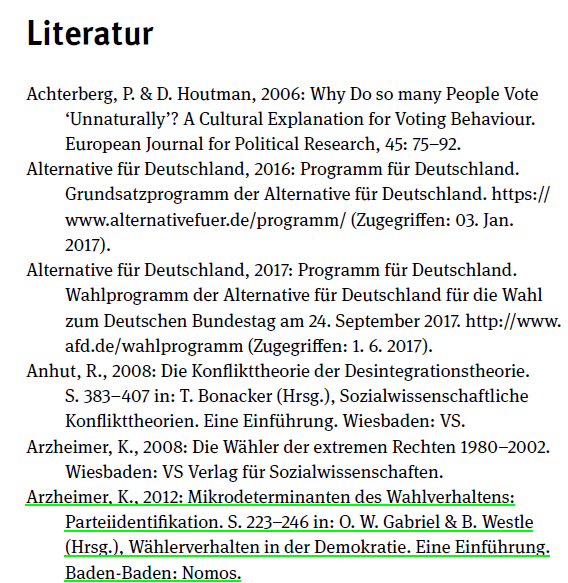 Literatur
Achterberg, P. & D. Houtman, 2006: Why Do so many People Vote
‘Unnaturally’? A Cultural Explanation for Voting Behaviour.
European Journal for Political Research, 45: 75–92.
Alternative für Deutschland, 2016: Programm für Deutschland.
Grundsatzprogramm der Alternative für Deutschland. https://
www.alternativefuer.de/programm/ (Zugegriffen: 03. Jan.
2017).
Alternative für Deutschland, 2017: Programm für Deutschland.
Wahlprogramm der Alternative für Deutschland für die Wahl
zum Deutschen Bundestag am 24. September 2017. http://www.
afd.de/wahlprogramm (Zugegriffen: 1. 6. 2017).
Anhut, R., 2008: Die Konflikttheorie der Desintegrationstheorie.
S. 383–407 in: T. Bonacker (Hrsg.), Sozialwissenschaftliche
Konflikttheorien. Eine Einführung. Wiesbaden: VS.
Arzheimer, K., 2008: Die Wähler der extremen Rechten 1980–2002.
Wiesbaden: VS Verlag für Sozialwissenschaften.
Arzheimer, K., 2012: Mikrodeterminanten des Wahlverhaltens:
Parteiidentifikation. S. 223–246 in: O. W. Gabriel & B. Westle
(Hrsg.), Wählerverhalten in der Demokratie. Eine Einführung.
Baden-Baden: Nomos.